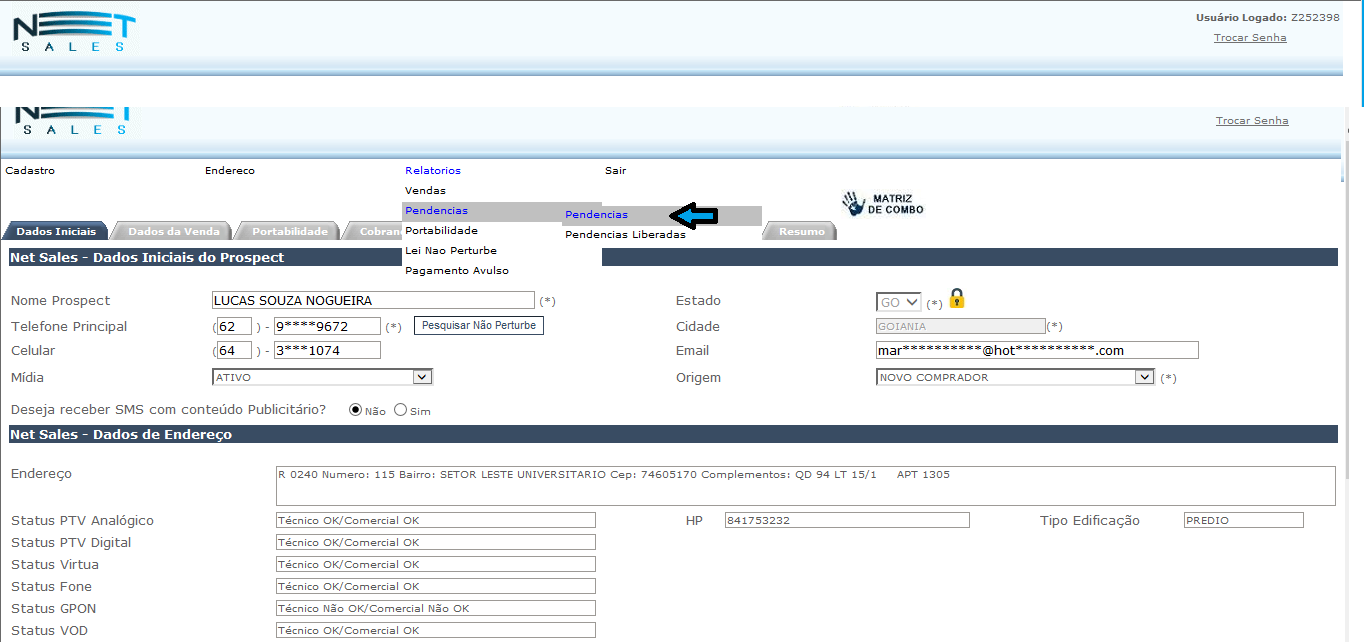 NET
SALES
Usuário Logado: Z252398
Trocar Senha
NET
SALES
Trocar Senha
Cadastro Endereco Relatorios Sair
Vendas
Pendencias
Portabilidade
Lei Nao Perturbe
Pagamento Avulso
Pendencias
Pendencias Liberadas
MATRIZ
DE COMBO
Dados Iniciais Dados da Venda Portabilidade Cobran Resumo
Net Sales - Dados Iniciais do Prospect
Nome Prospect LUCAS SOUZA NOGUEIRA (*) Estado GO (*)
Telefone Principal (62) - 9****9672 (*) Pesquisar Não Perturbe Cidade GOIANIA (*)
Celular (64) - 3***1074 Email mar**********@hot**********.com
Mídia ATIVO Origem NOVO COMPRADOR (*)
Deseja receber SMS com conteúdo Publicitário? Não Sim
Net Sales - Dados de Endereço
Endereço R 0240 Numero: 115 Bairro: SETOR LESTE UNIVERSITARIO Cep: 74605170 Complementos: QD 94 LT 15/1 APT 1305
Status PTV Analógico Técnico OK/Comercial OK HP 841753232 Tipo Edificação PREDIO
Status PTV Digital Técnico OK/Comercial OK
Status Virtua Técnico OK/Comercial OK
Status Fone Técnico OK/Comercial OK
Status GPON Técnico Não OK/Comercial Não OK
Status VOD Técnico OK/Comercial OK